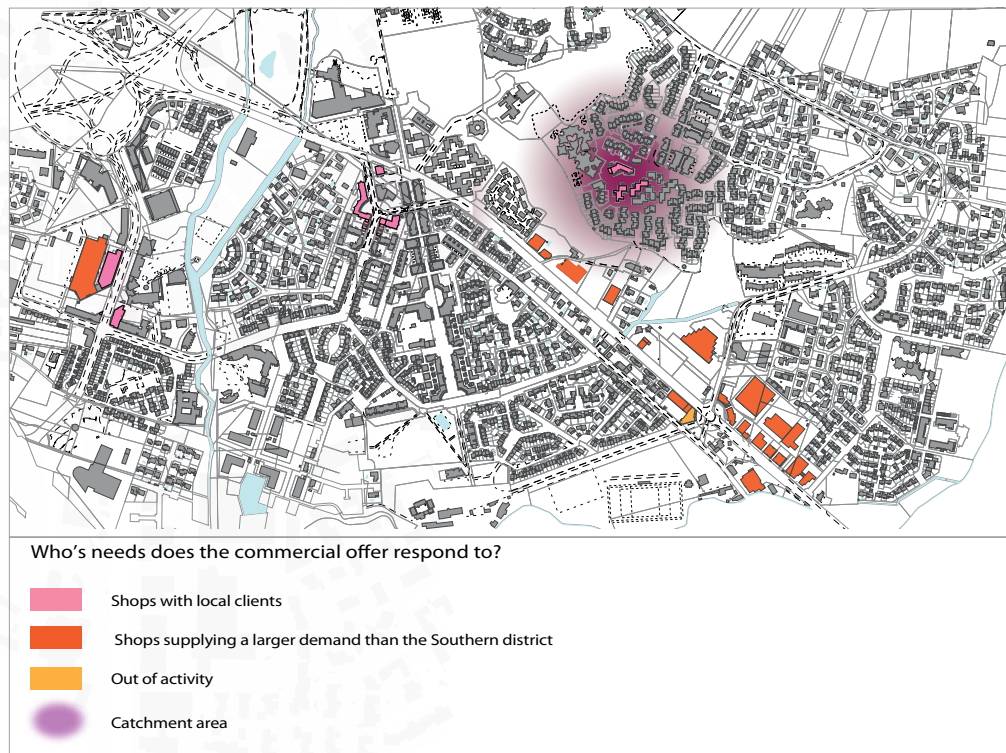 Who's needs does the commercial offer respond to?
Shops with local clients
Shops supplying a larger demand than the Southern district
Out of activity
Catchment area